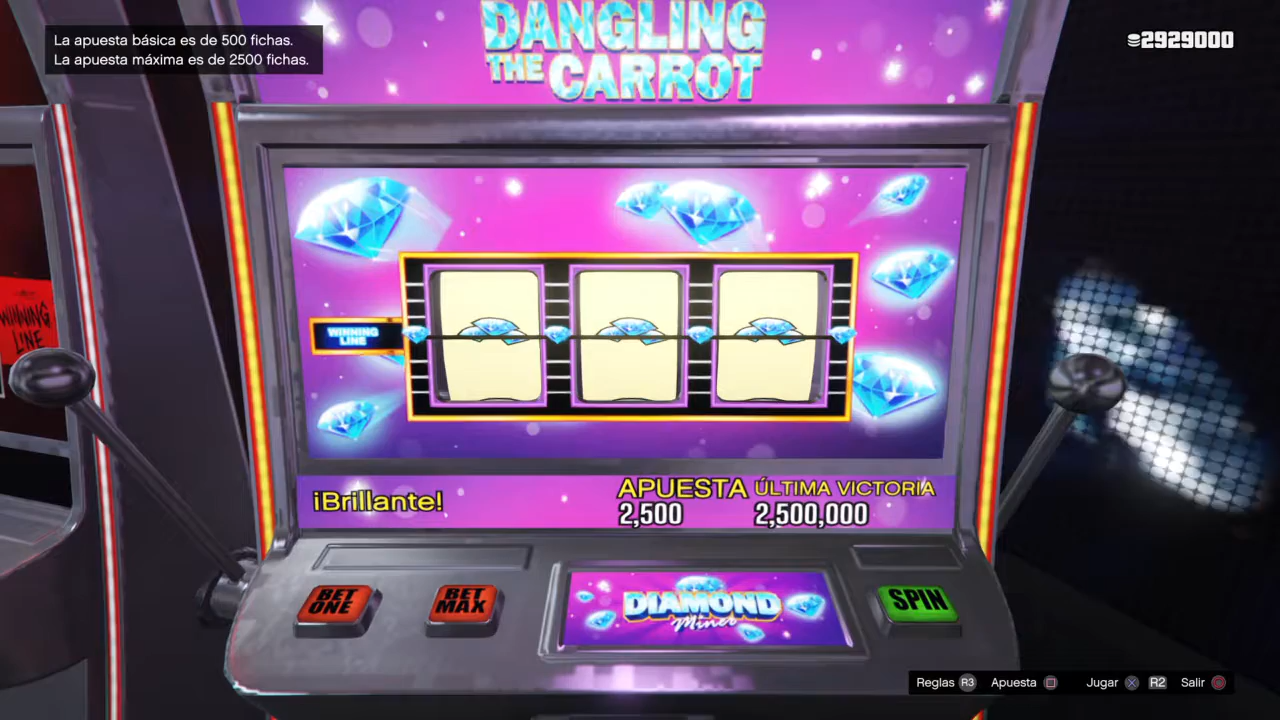 La apuesta básica es de 500 fichas.
La apuesta máxima es de 2500 fichas.
2929000
DANGLING
THE CARROT
WINNING
LINE
WINNING
LINE
¡Brillante!
APUESTA ÚLTIMA VICTORIA
2,500 2,500,000
BET
ONE
BET
MAX
DIAMOND
Miner
SPIN
Reglas R3 Apuesta Jugar R2 Salir